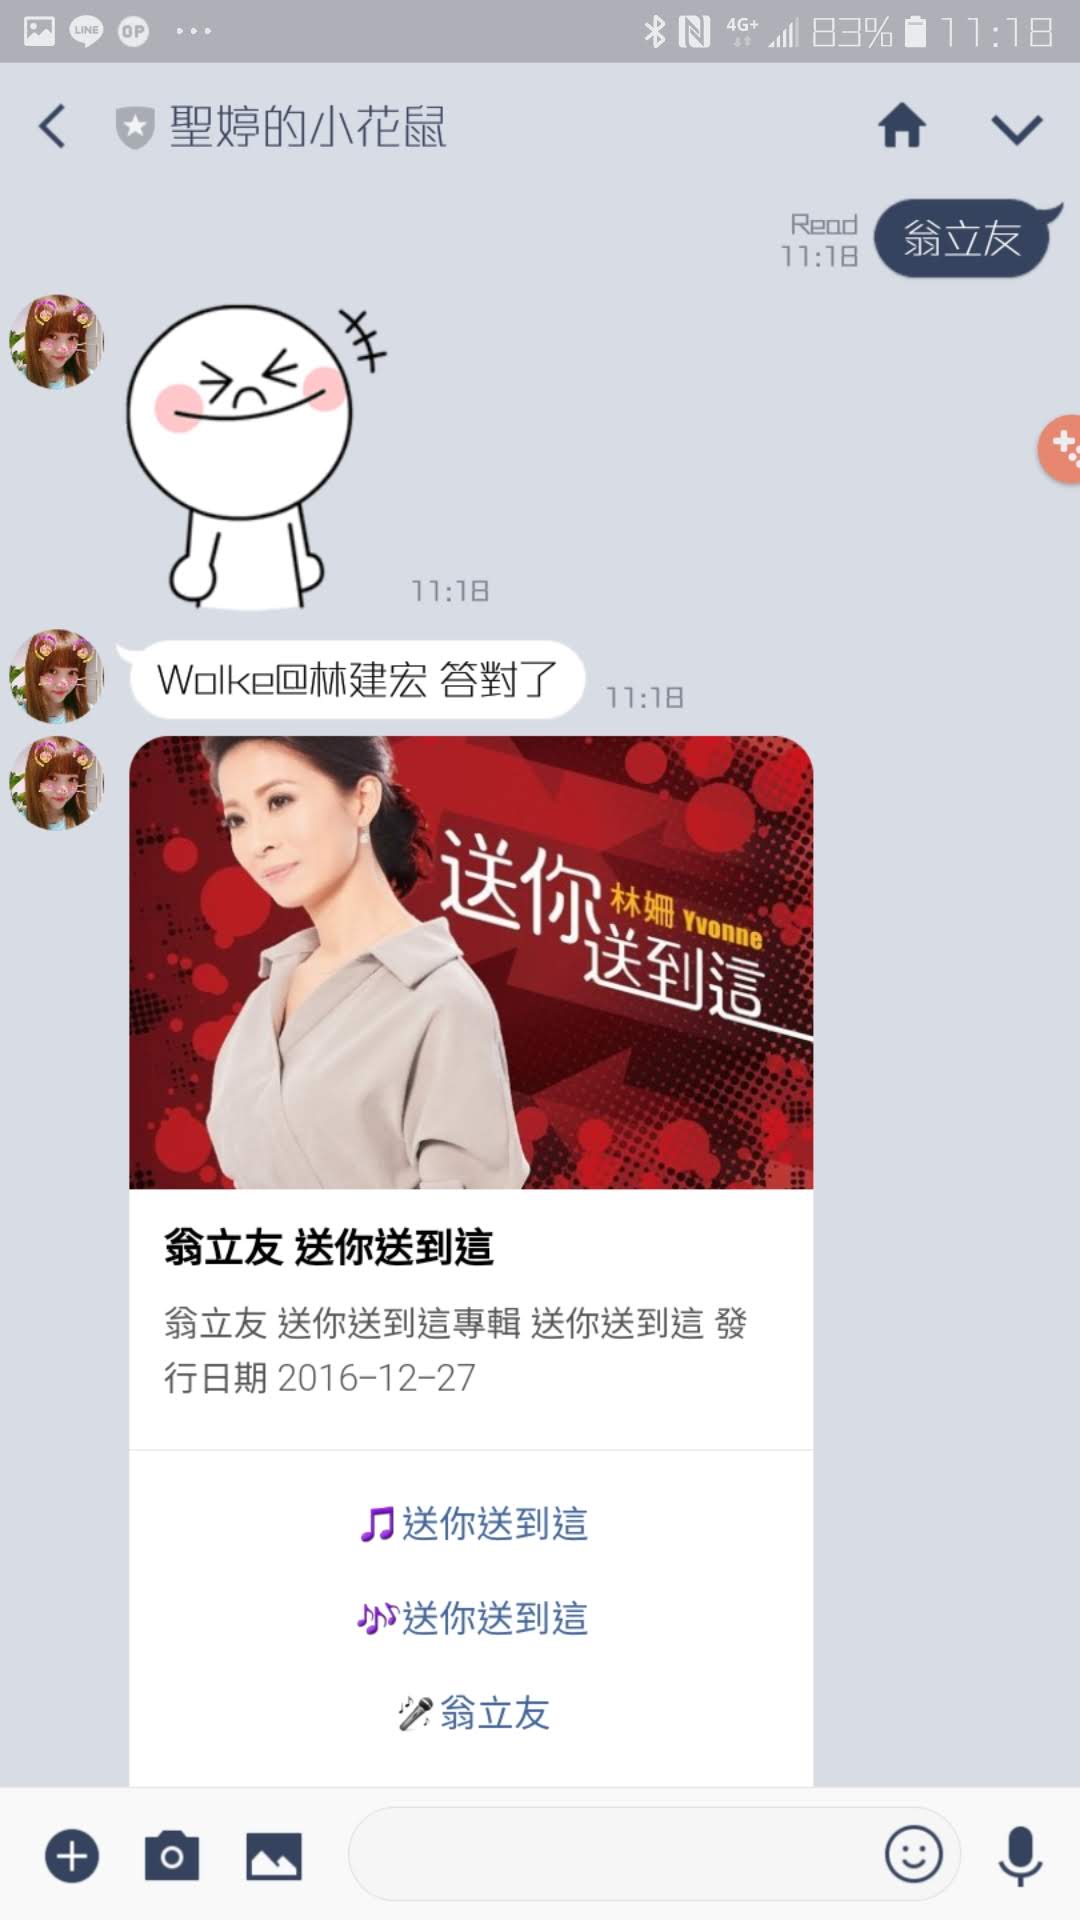 LINE
OP
4G+
83%
11:18
聖婷的小花鼠
Read
11:18
翁立友
11:18
Wolke@林建宏 答對了
11:18
送你
林姍 Yvonne
送到這
翁立友 送你送到這
翁立友 送你送到這專輯 送你送到這 發
行日期 2016-12-27
送你送到這
送你送到這
翁立友